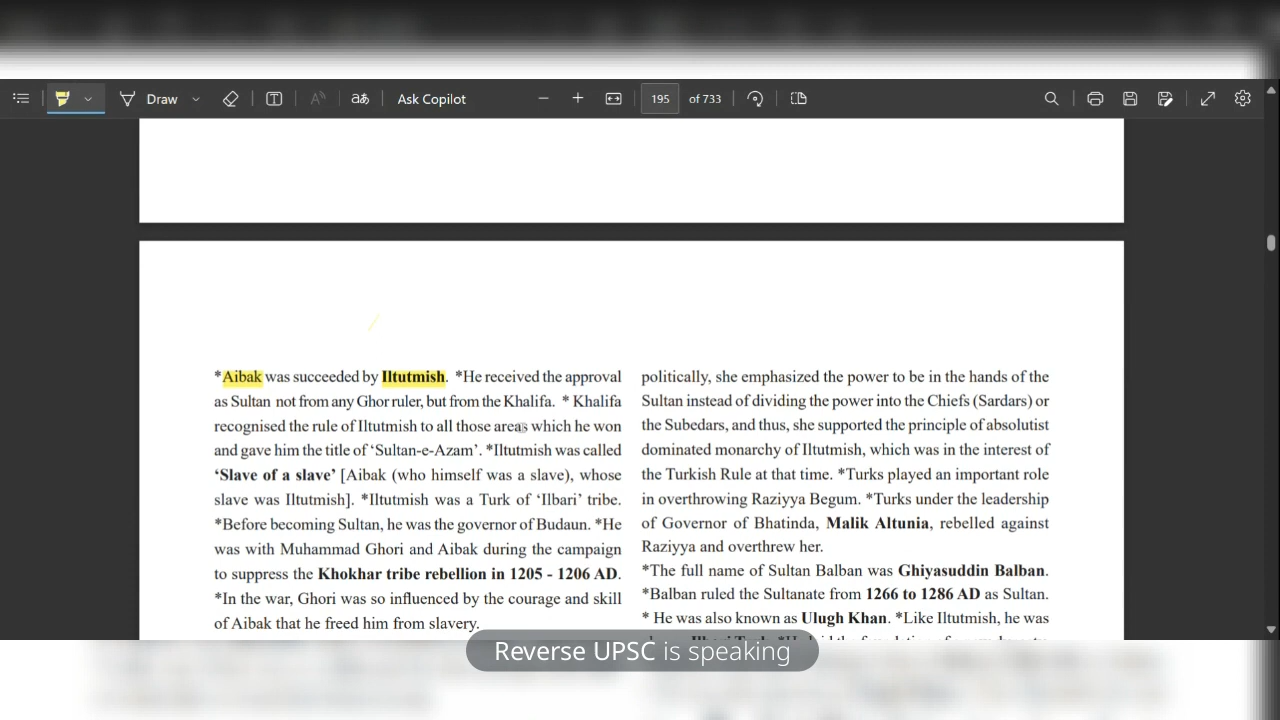 Draw
aあ
Ask Copilot
195 of 733
*Aibak was succeeded by Iltutmish. *He received the approval
as Sultan not from any Ghor ruler, but from the Khalifa. * Khalifa
recognised the rule of Iltutmish to all those areas which he won
and gave him the title of ‘Sultan-e-Azam’. *Iltutmish was called
‘Slave of a slave’ [Aibak (who himself was a slave), whose
slave was Iltutmish]. *Iltutmish was a Turk of ‘Ilbari’ tribe.
*Before becoming Sultan, he was the governor of Budaun. *He
was with Muhammad Ghori and Aibak during the campaign
to suppress the Khokhar tribe rebellion in 1205 - 1206 AD.
*In the war, Ghori was so influenced by the courage and skill
of Aibak that he freed him from slavery.
politically, she emphasized the power to be in the hands of the
Sultan instead of dividing the power into the Chiefs (Sardars) or
the Subedars, and thus, she supported the principle of absolutist
dominated monarchy of Iltutmish, which was in the interest of
the Turkish Rule at that time. *Turks played an important role
in overthrowing Raziyya Begum. *Turks under the leadership
of Governor of Bhatinda, Malik Altunia, rebelled against
Raziyya and overthrew her.
*The full name of Sultan Balban was Ghiyasuddin Balban.
*Balban ruled the Sultanate from 1266 to 1286 AD as Sultan.
* He was also known as Ulugh Khan. *Like Iltutmish, he was
Reverse UPSC is speaking